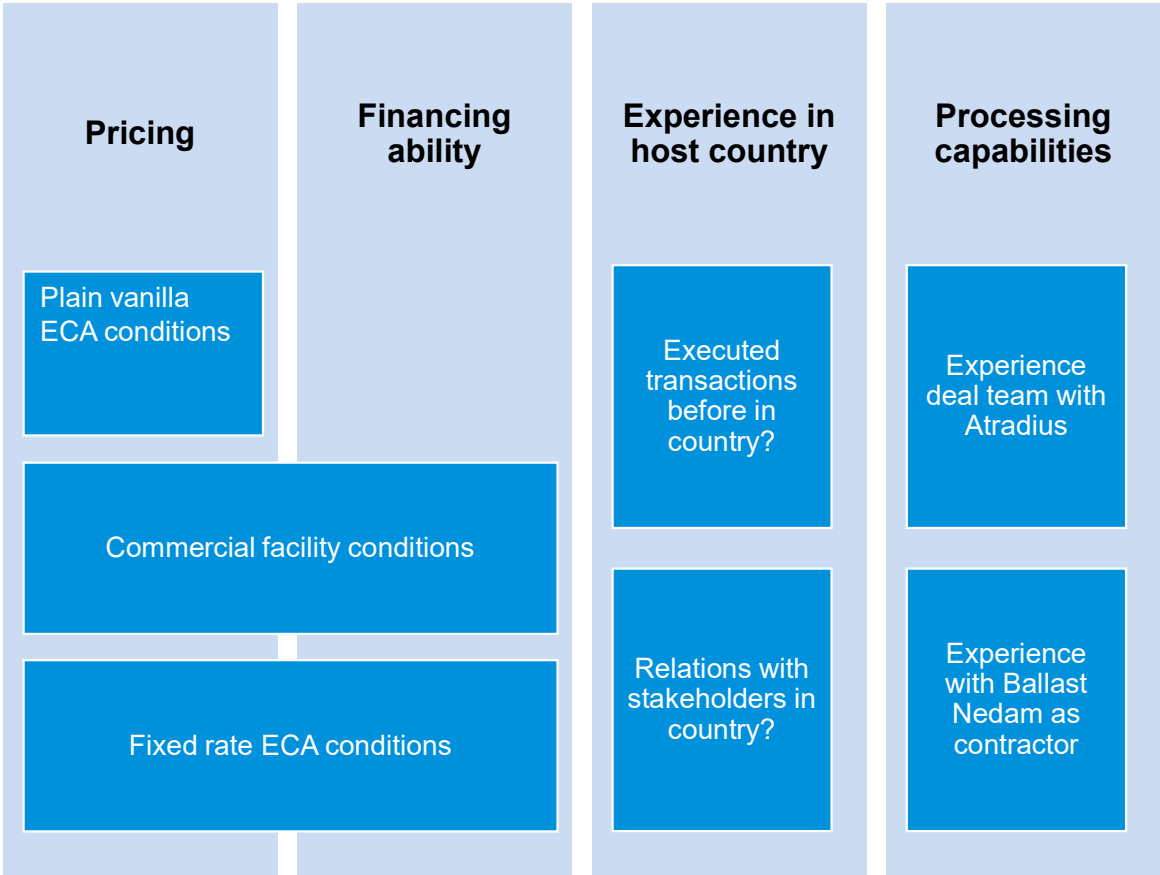 Pricing
Financing
ability
Experience in
host country
Processing
capabilities
Plain vanilla
ECA conditions
Commercial facility conditions
Fixed rate ECA conditions
Executed
transactions
before in
country?
Relations with
stakeholders in
country?
Experience
deal team with
Atradius
Experience
with Ballast
Nedam as
contractor